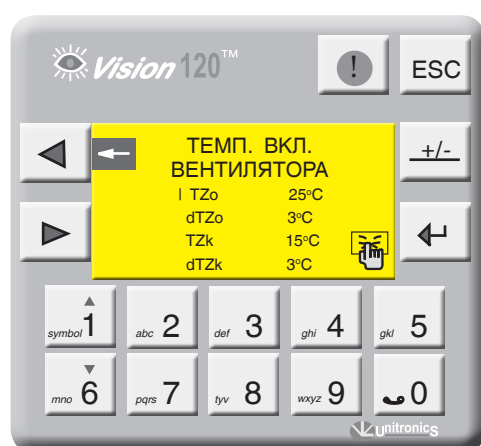 Vision 120™
!
ESC
ТЕМП. ВКЛ.
ВЕНТИЛЯТОРА
| TZo 25°C
dTZo 3°C
TZk 15°C
dTZk 3°C
+/-
symbol 1
abc 2
def 3
ghi 4
gkl 5
mno 6
pqrs 7
tyv 8
wxyz 9
0
Unitronics